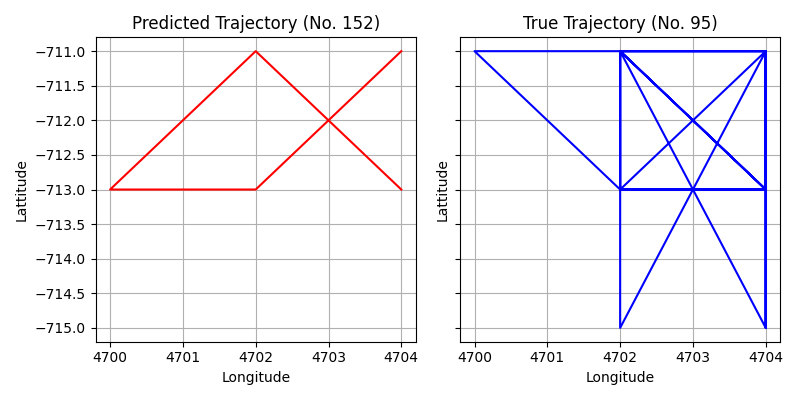 Predicted Trajectory (No. 152)
True Trajectory (No. 95)
−711.0
−711.5
−712.0
−712.5
−713.0
−713.5
−714.0
−714.5
−715.0
Lattitude
4700 4701 4702 4703 4704
Longitude
Lattitude
4700 4701 4702 4703 4704
Longitude